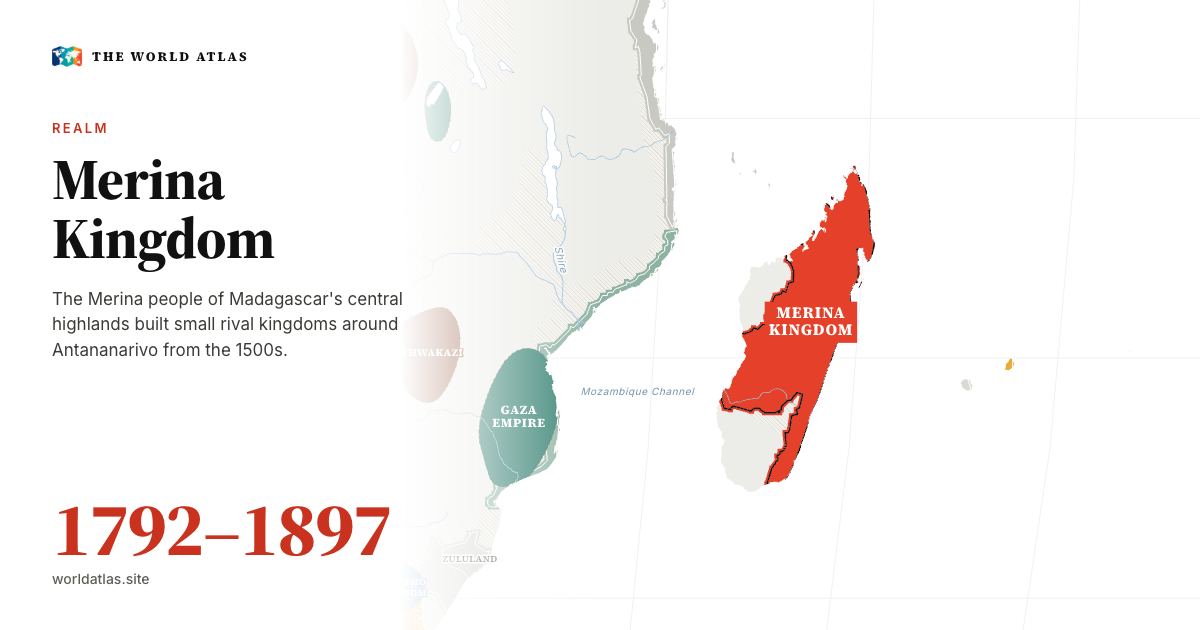 THE WORLD ATLAS
REALM
Merina
Kingdom
The Merina people of Madagascar's central
highlands built small rival kingdoms around
Antananarivo from the 1500s.
1792–1897
worldatlas.site
Shire
MERINA
KINGDOM
GAZA
EMPIRE
Mozambique Channel
ZULULAND